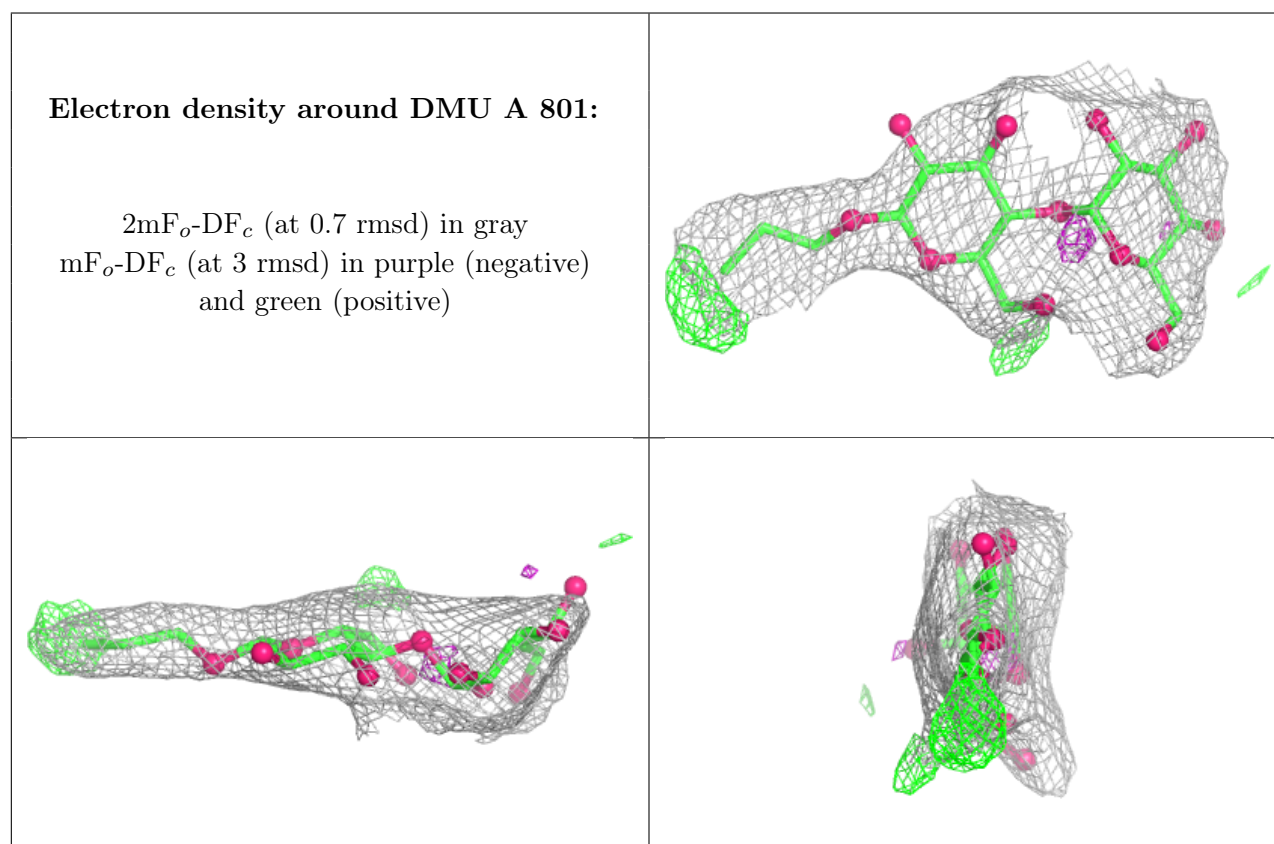 Electron density around DMU A 801:
2mFo-DFc (at 0.7 rmsd) in gray
mFo-DFc (at 3 rmsd) in purple (negative)
and green (positive)